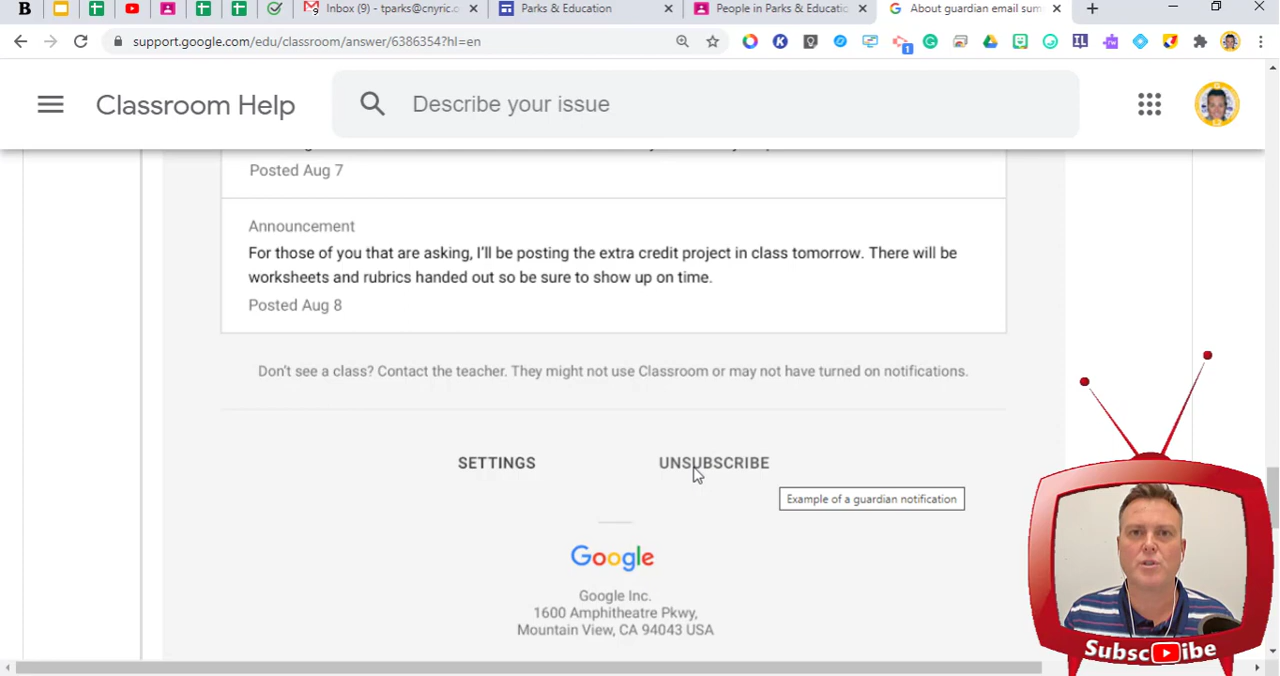 B
Inbox (9) - tparks@cnyric.o
Parks & Education
People in Parks & Educatio
About guardian email sum
support.google.com/edu/classroom/answer/6386354?hl=en
Classroom Help
Describe your issue
Posted Aug 7
Announcement
For those of you that are asking, I'll be posting the extra credit project in class tomorrow. There will be
worksheets and rubrics handed out so be sure to show up on time.
Posted Aug 8
Don't see a class? Contact the teacher. They might not use Classroom or may not have turned on notifications.
SETTINGS
UNSUBSCRIBE
Example of a guardian notification
Google
Google Inc.
1600 Amphitheatre Pkwy,
Mountain View, CA 94043 USA
Subscribe